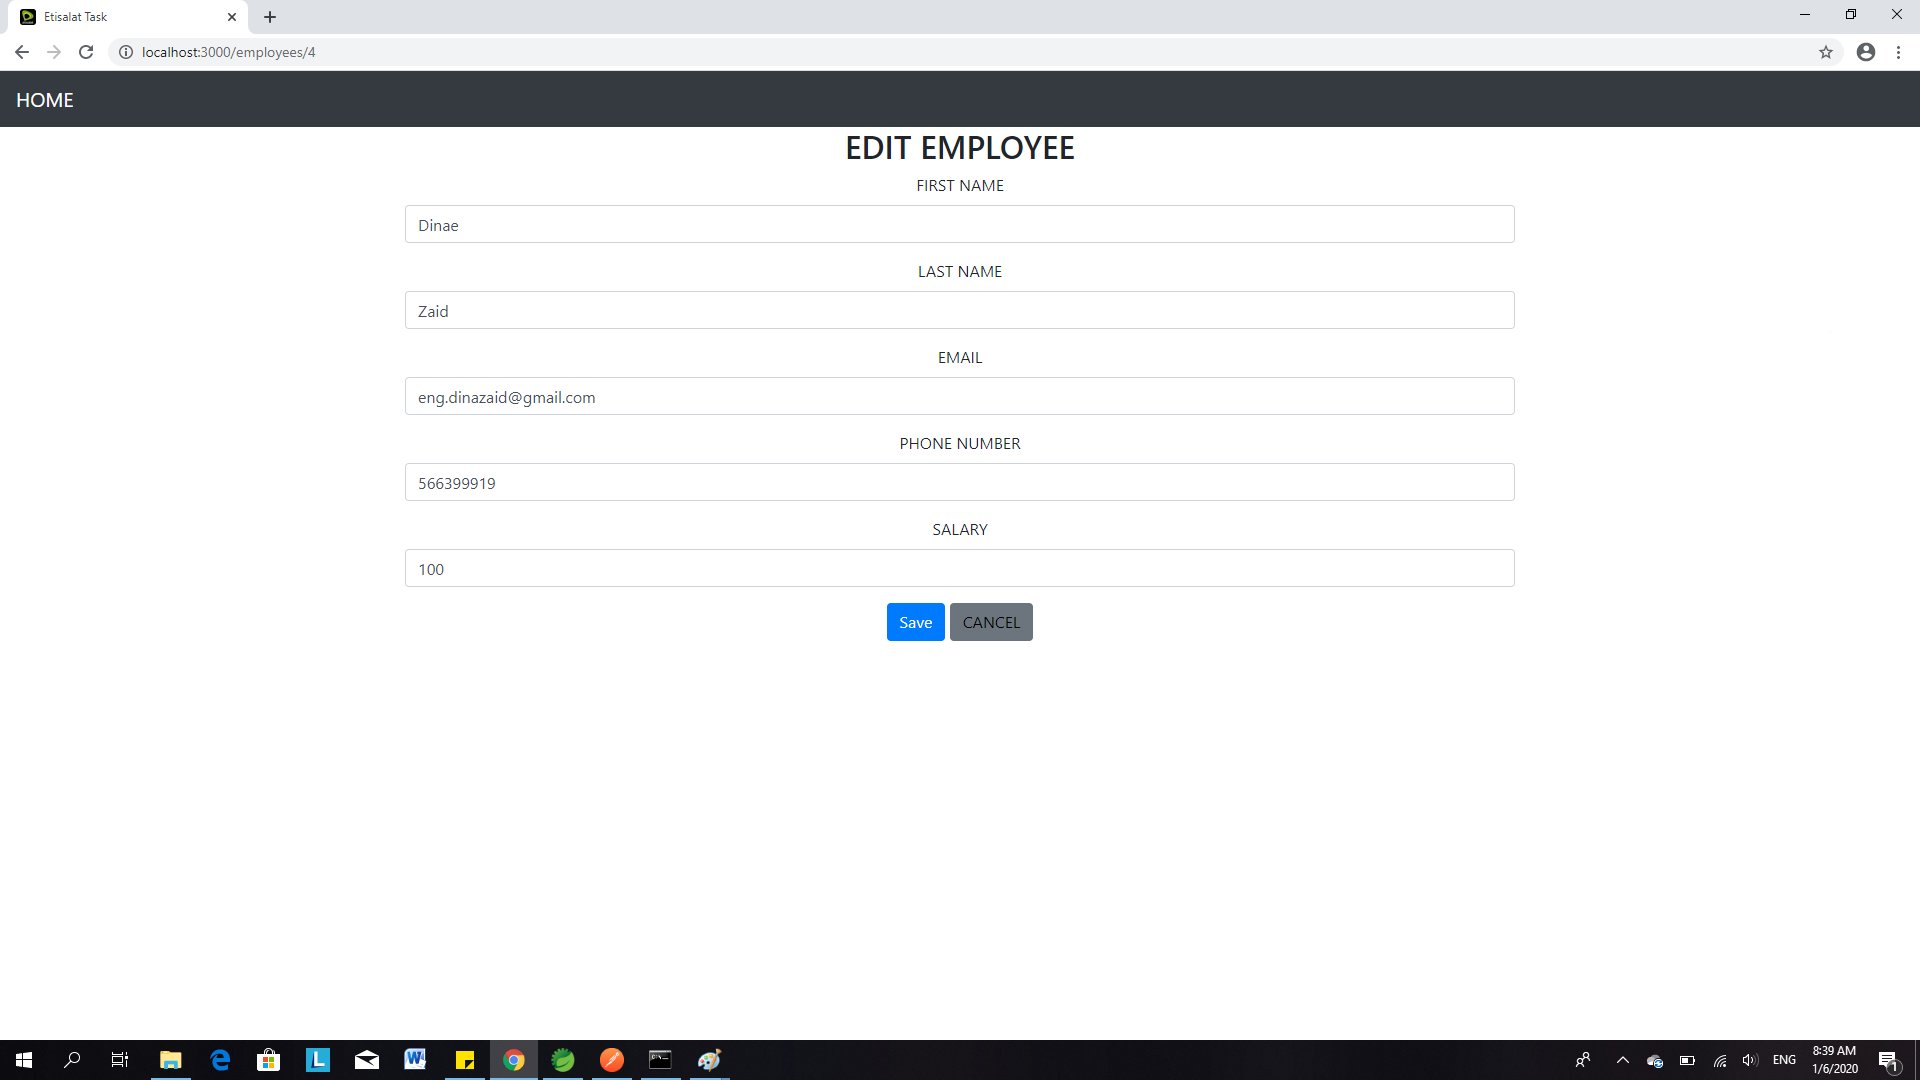 Etisalat Task
localhost:3000/employees/4
HOME
EDIT EMPLOYEE
FIRST NAME
Dinae
LAST NAME
Zaid
EMAIL
eng.dinazaid@gmail.com
PHONE NUMBER
566399919
SALARY
100
Save CANCEL
L W ENG 8:39 AM
1/6/2020 1